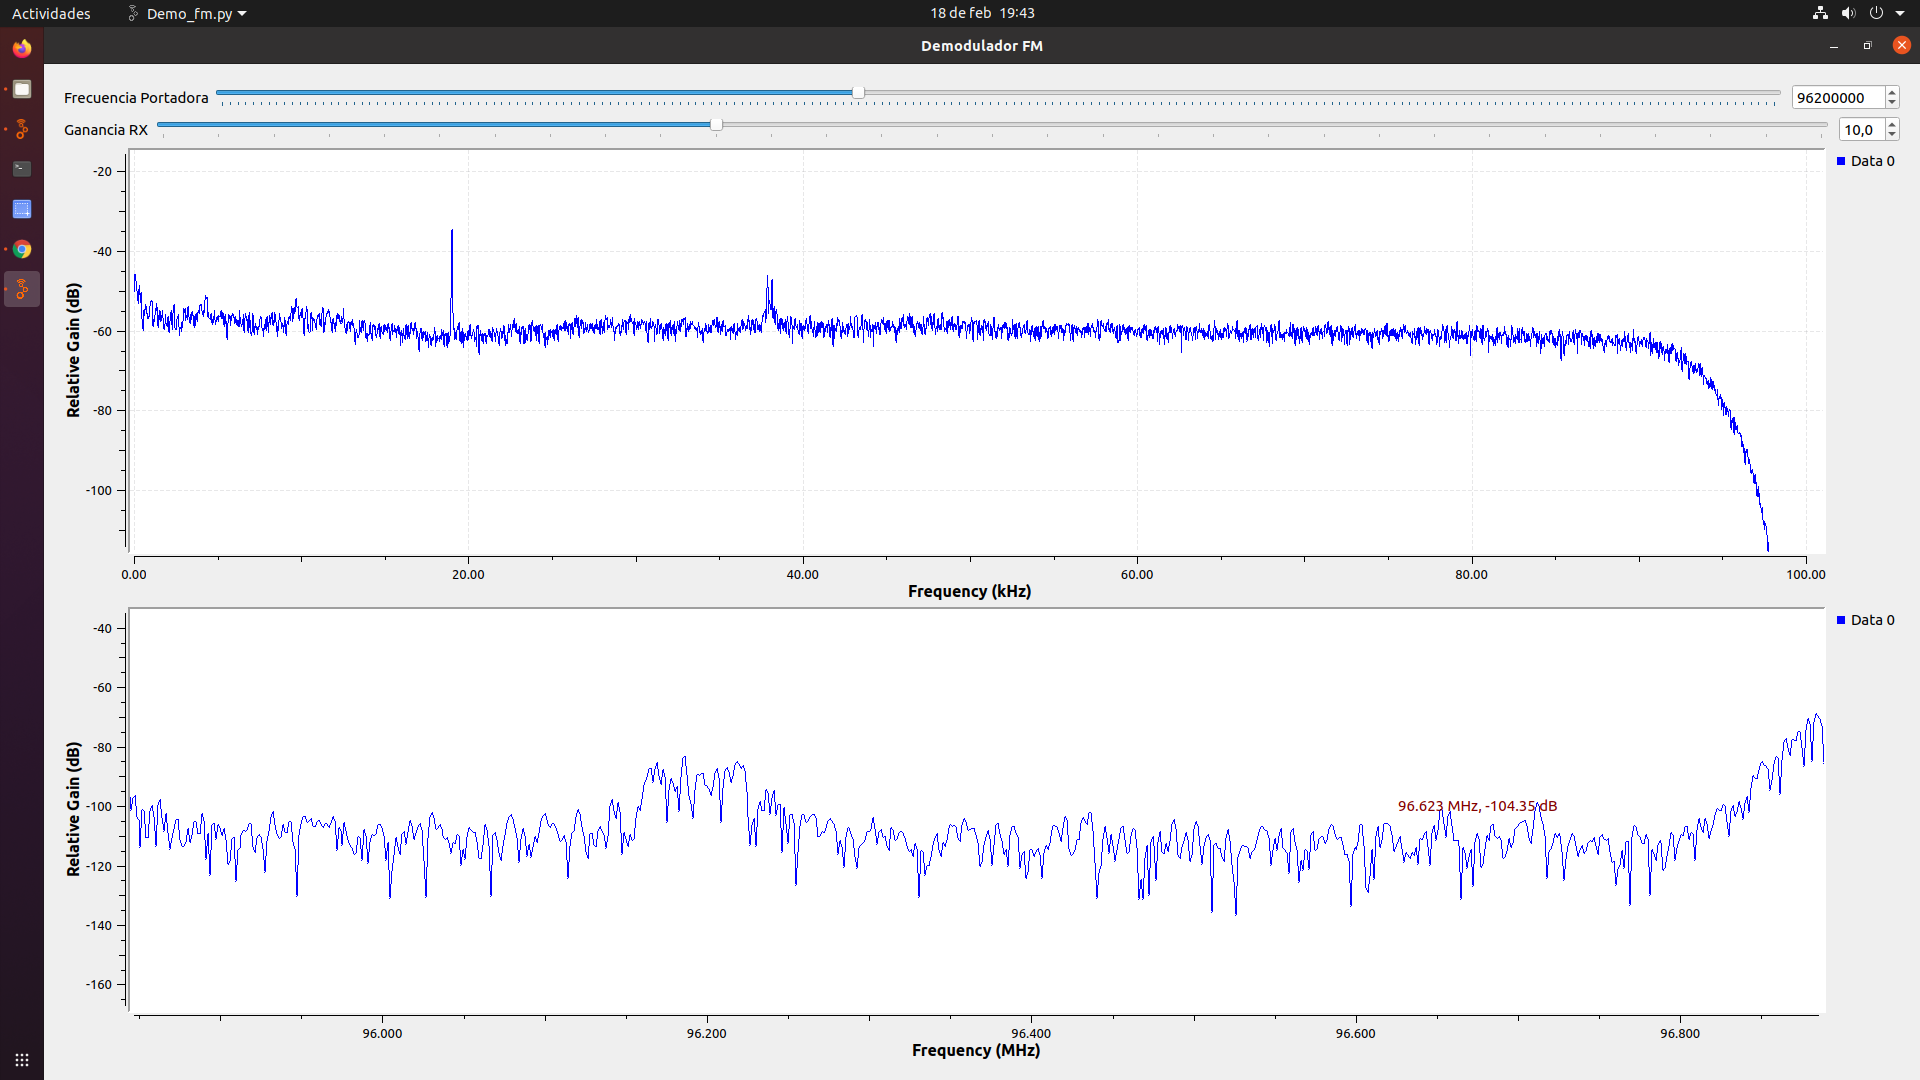 Actividades Demo_fm.py 18 de feb 19:43
Demodulador FM
Frecuencia Portadora 96200000
Ganancia RX 10,0
Data 0
-20
-40
-60
-80
-100
Relative Gain (dB)
0.00 20.00 40.00 60.00 80.00 100.00
Frequency (kHz)
Data 0
-40
-60
-80
-100
-120
-140
-160
Relative Gain (dB)
96.623 MHz, -104.35 dB
96.000 96.200 96.400 96.600 96.800
Frequency (MHz)